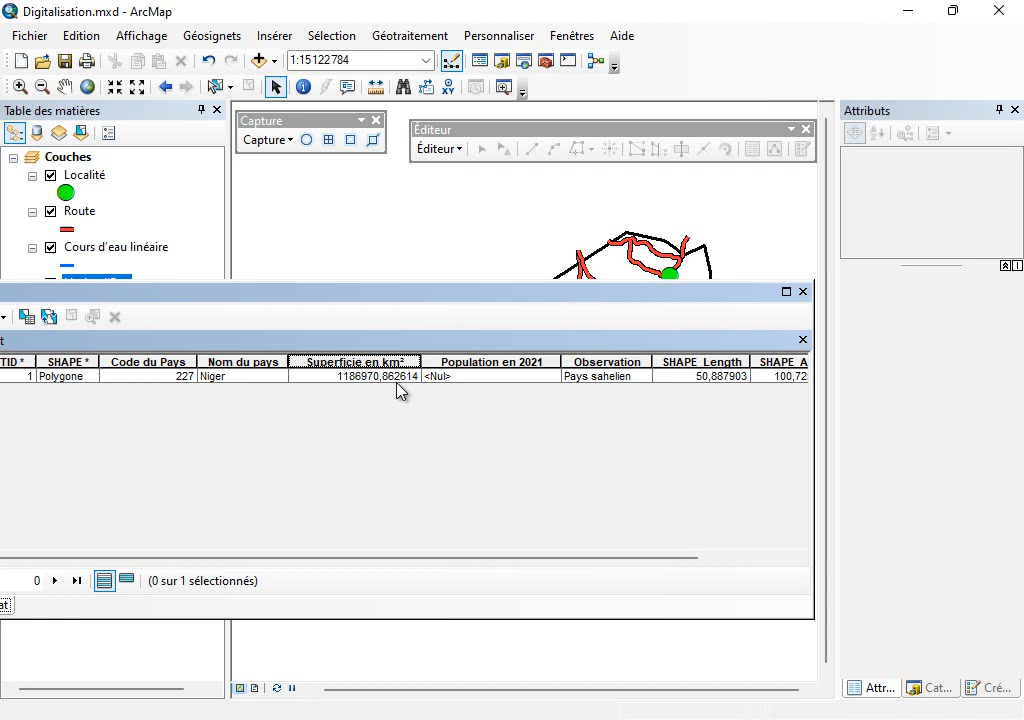 Digitalisation.mxd - ArcMap
Fichier Edition Affichage Géosignets Insérer Sélection Géotraitement Personnaliser Fenêtres Aide
1:15122784
Table des matières
Capture
Capture
Éditeur
Éditeur
Attributs
Couches
Localité
Route
Cours d'eau linéaire
t
TID * SHAPE * Code du Pays Nom du pays Superficie en km² Population en 2021 Observation SHAPE_Length SHAPE_A
1 Polygone 227 Niger 1186970,862614 <Nul> Pays sahelien 50,887903 100,72
0 (0 sur 1 sélectionnés)
at
Attr... Cat... Cré...